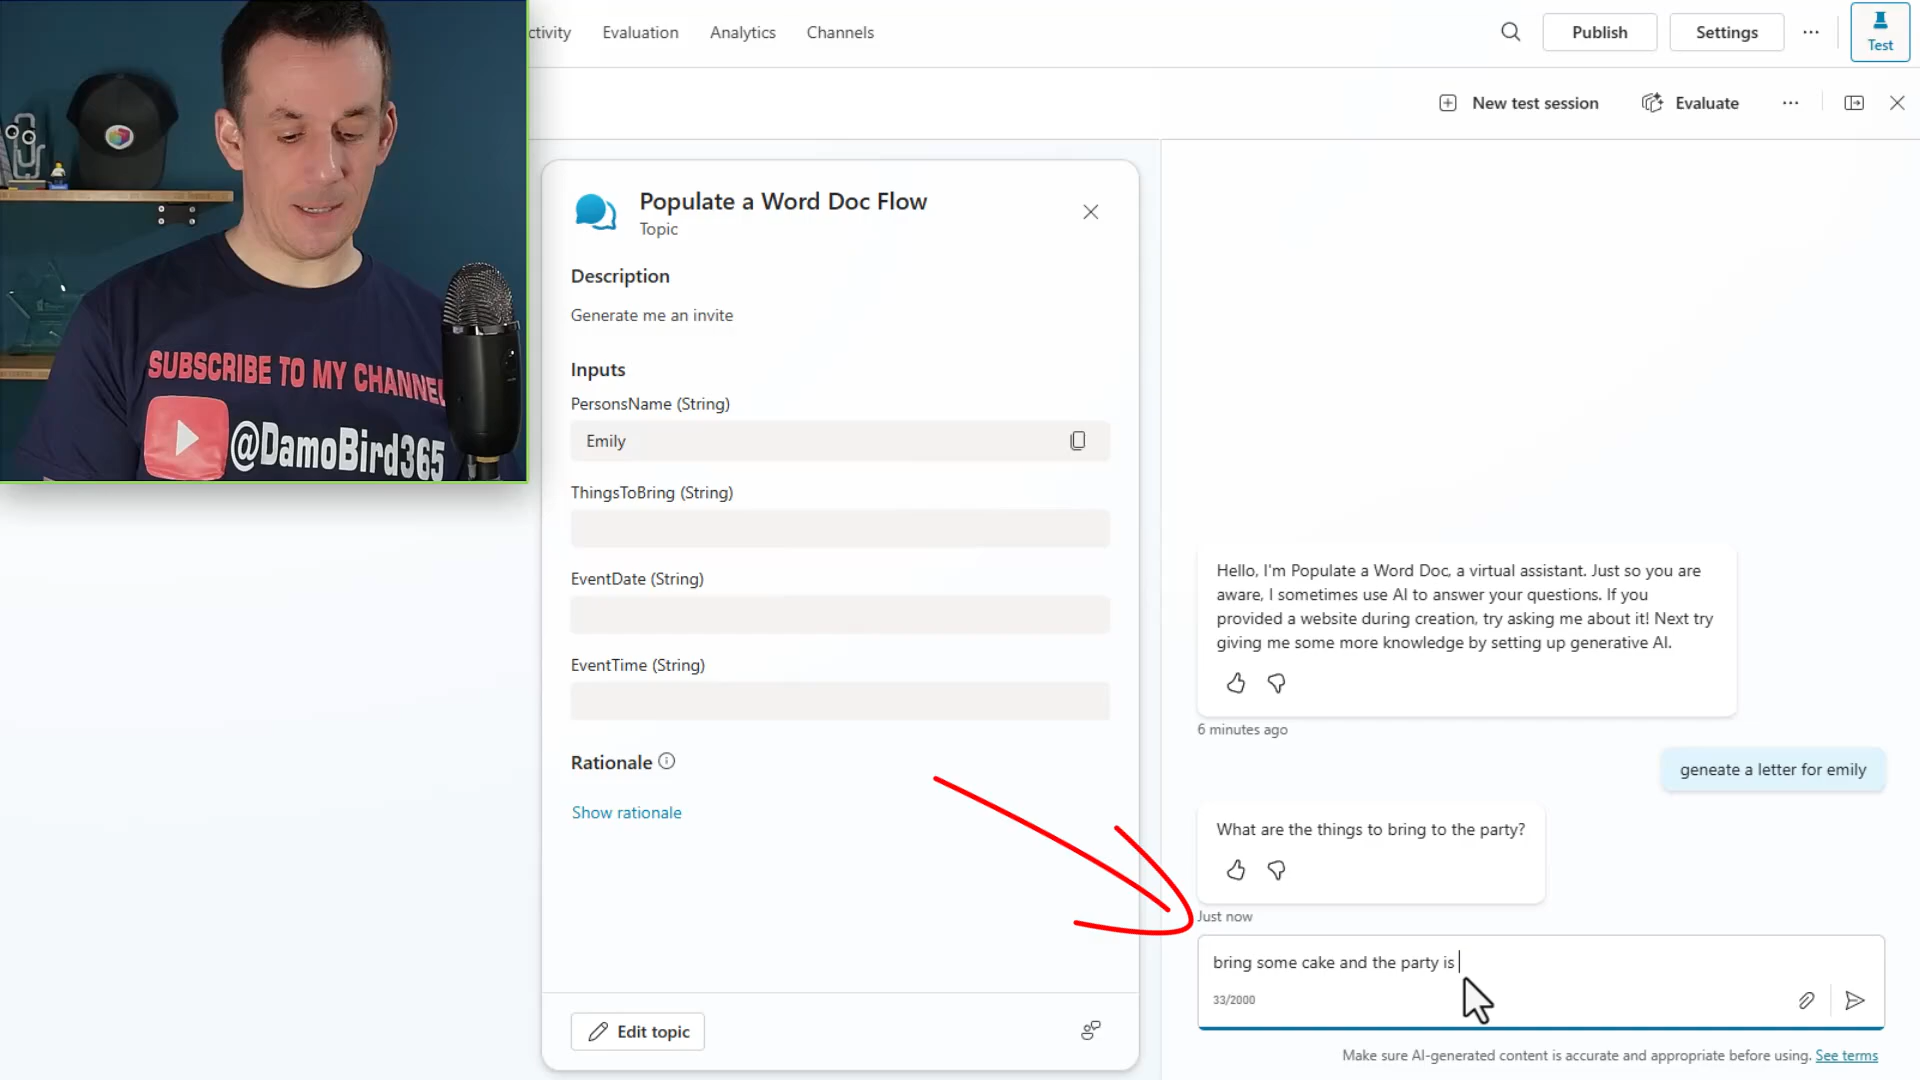 ctivity
Evaluation
Analytics
Channels
Publish
Settings
Test
New test session
Evaluate
SUBSCRIBE TO MY CHANNEL
@DamoBird365
Populate a Word Doc Flow
Topic
Description
Generate me an invite
Inputs
PersonsName (String)
Emily
ThingsToBring (String)
EventDate (String)
EventTime (String)
Rationale
Show rationale
Edit topic
Hello, I'm Populate a Word Doc, a virtual assistant. Just so you are
aware, I sometimes use AI to answer your questions. If you
provided a website during creation, try asking me about it! Next try
giving me some more knowledge by setting up generative AI.
6 minutes ago
geneate a letter for emily
What are the things to bring to the party?
Just now
bring some cake and the party is
33/2000
Make sure AI-generated content is accurate and appropriate before using. See terms